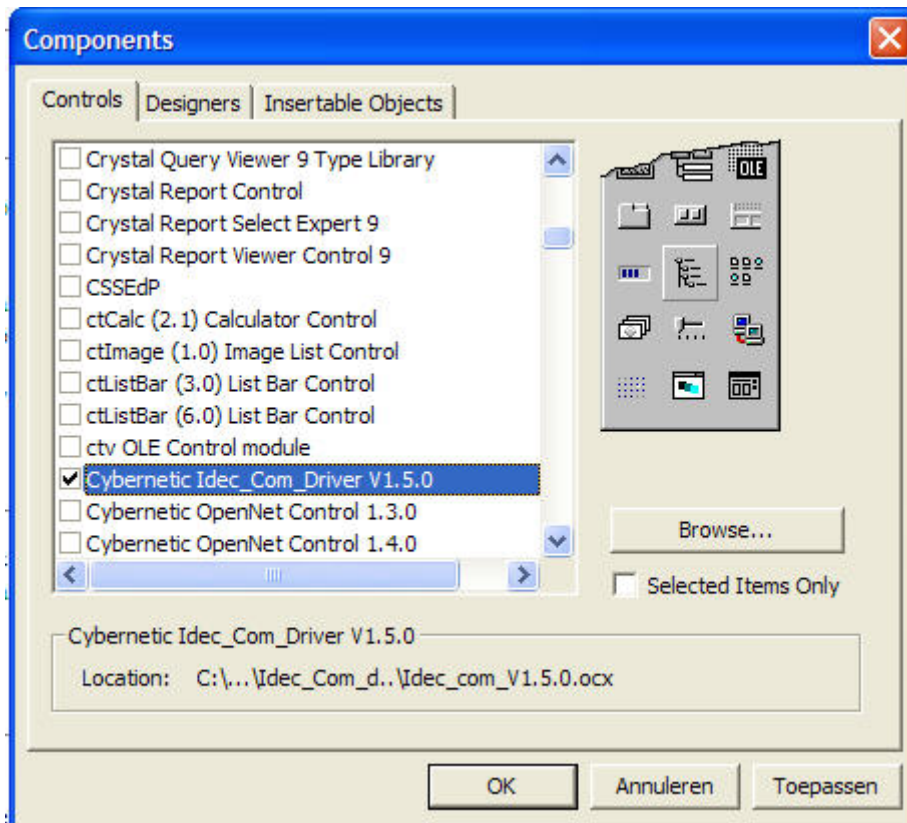 Components
Controls
Designers
Insertable Objects
Crystal Query Viewer 9 Type Library
Crystal Report Control
Crystal Report Select Expert 9
Crystal Report Viewer Control 9
CSSEdP
ctCalc (2.1) Calculator Control
ctImage (1.0) Image List Control
ctListBar (3.0) List Bar Control
ctListBar (6.0) List Bar Control
ctv OLE Control module
Cybernetic Idec_Com_Driver V1.5.0
Cybernetic OpenNet Control 1.3.0
Cybernetic OpenNet Control 1.4.0
OLE
Browse...
Selected Items Only
Cybernetic Idec_Com_Driver V1.5.0
Location: C:\...\Idec_Com_d..\Idec_com_V1.5.0.ocx
OK
Annuleren
Toepassen